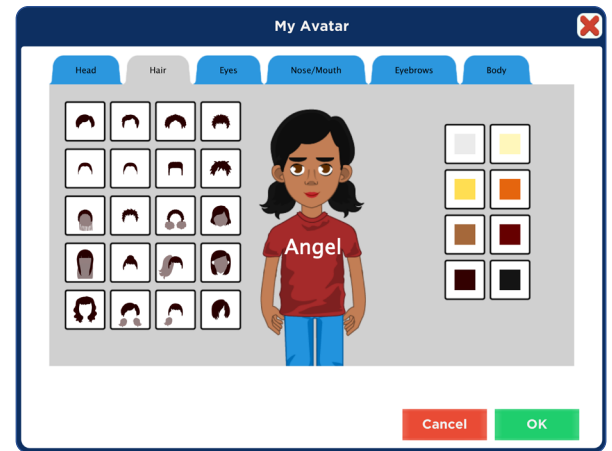 My Avatar
Head Hair Eyes Nose/Mouth Eyebrows Body
Angel
Cancel OK